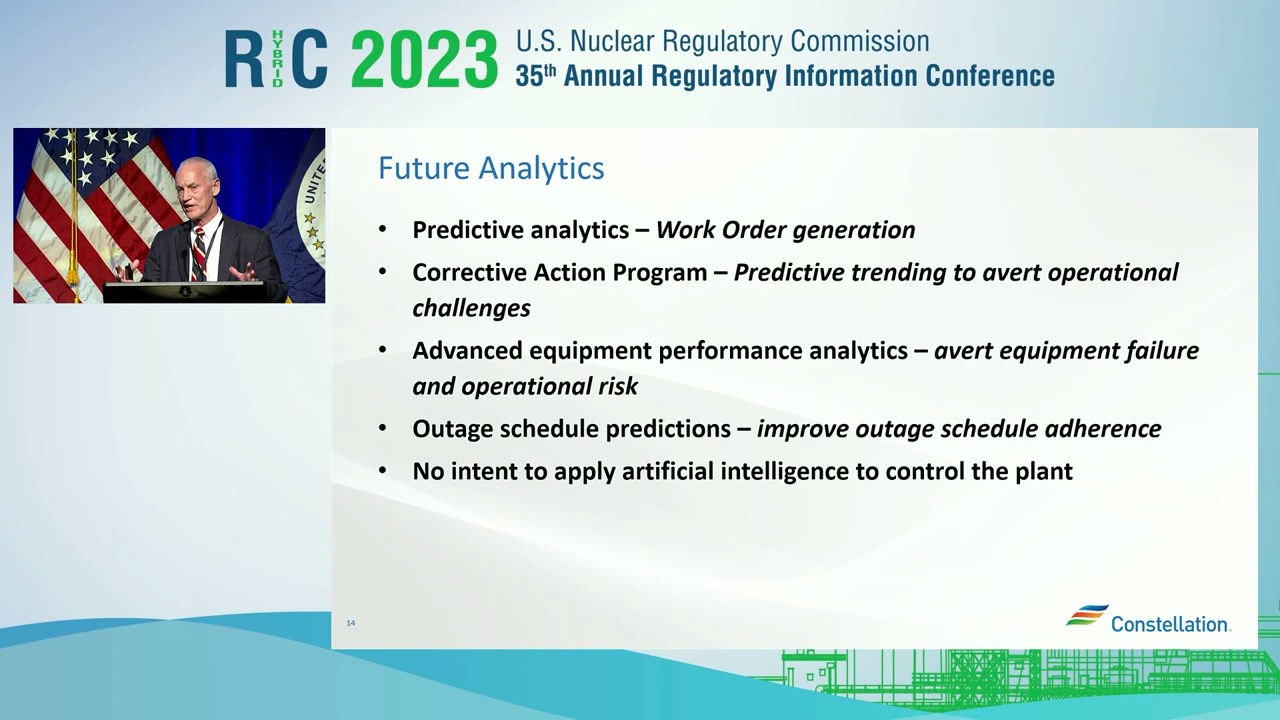 RIC HYBRID 2023
U.S. Nuclear Regulatory Commission
35th Annual Regulatory Information Conference
UNITED
Future Analytics
• Predictive analytics – Work Order generation
• Corrective Action Program – Predictive trending to avert operational
challenges
• Advanced equipment performance analytics – avert equipment failure
and operational risk
• Outage schedule predictions – improve outage schedule adherence
• No intent to apply artificial intelligence to control the plant
14
Constellation